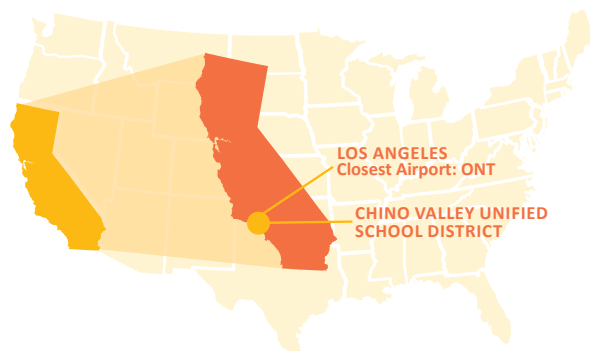 LOS ANGELES
Closest Airport: ONT
CHINO VALLEY UNIFIED
SCHOOL DISTRICT